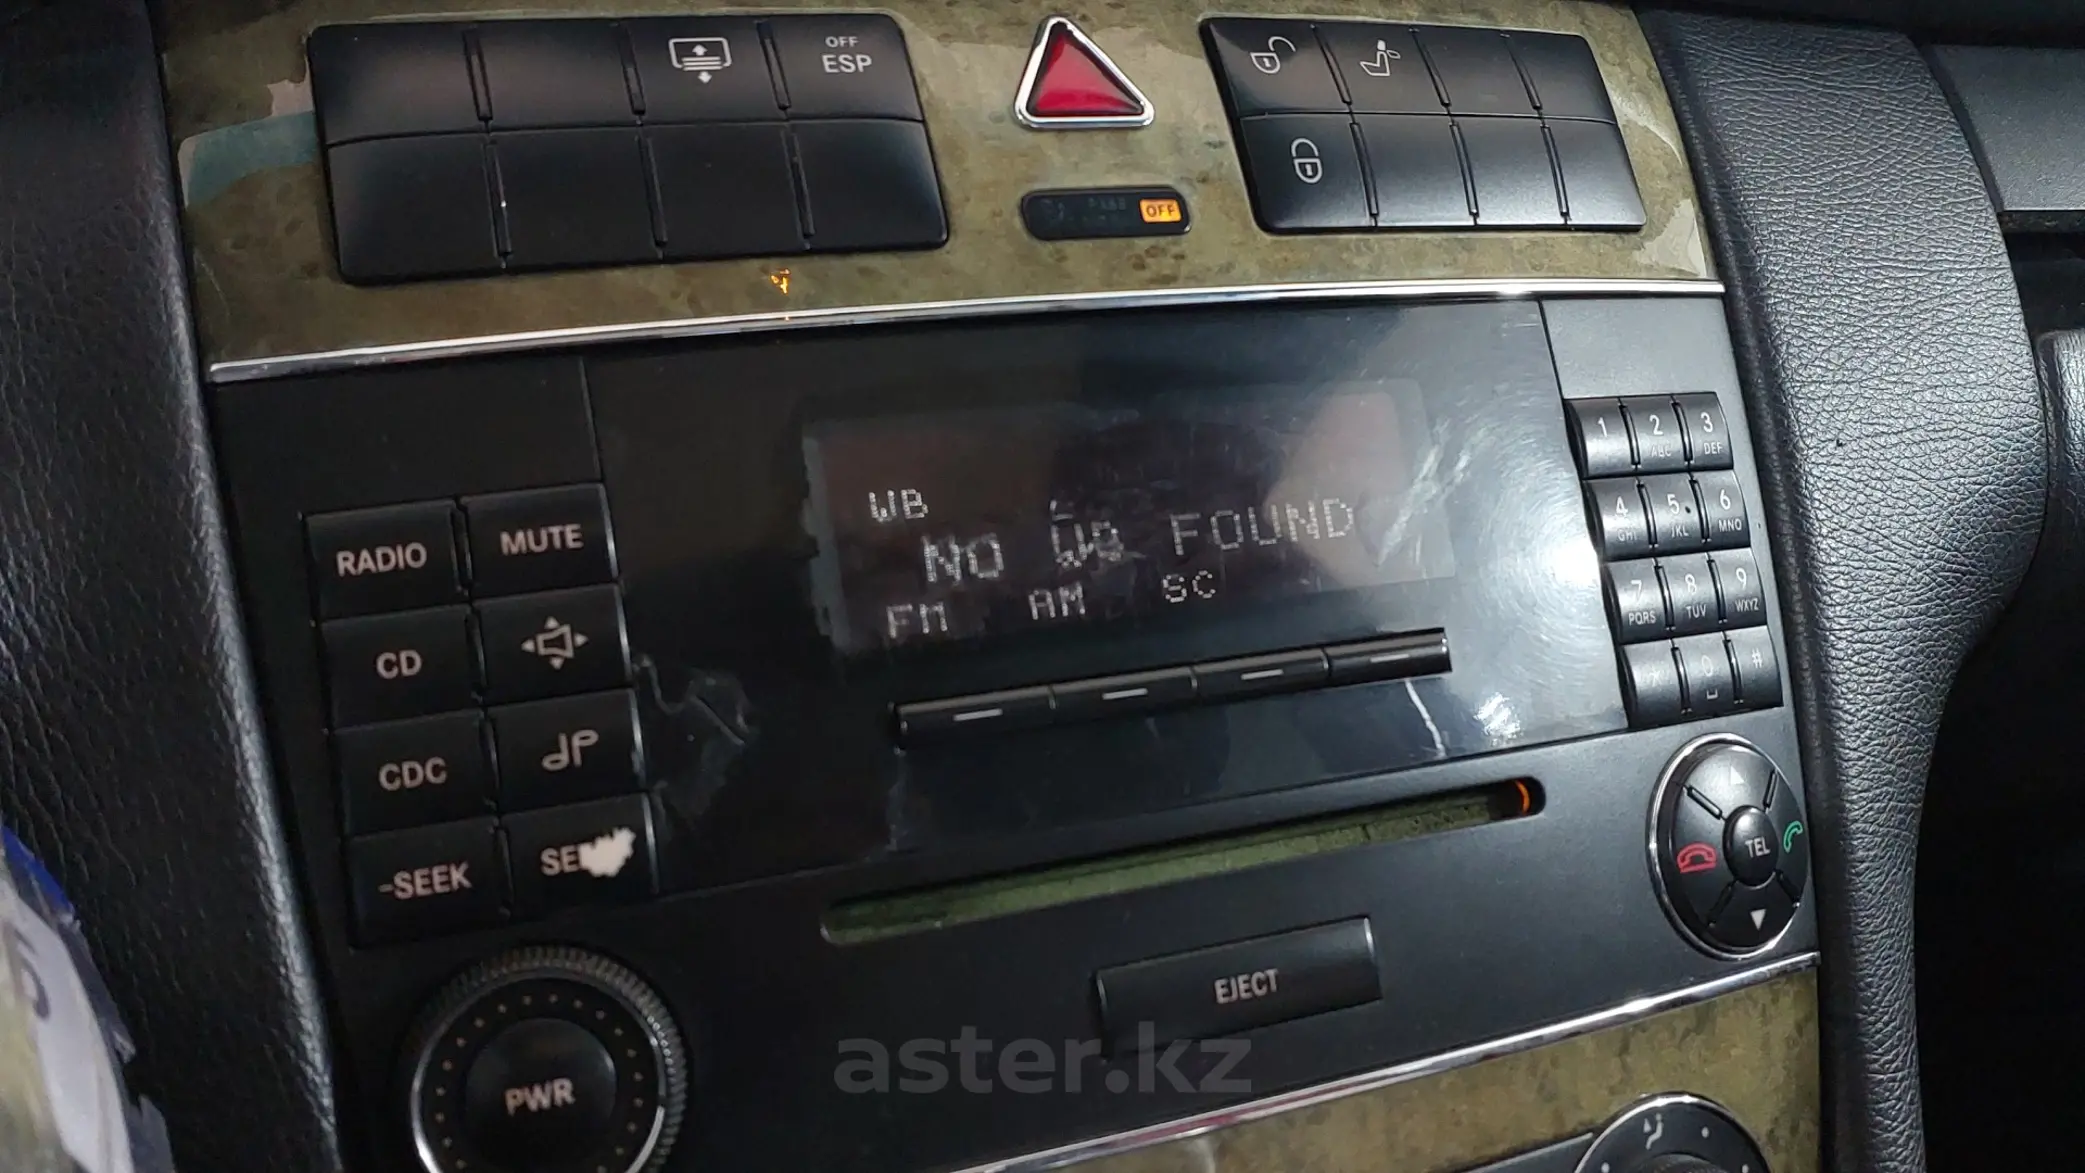 OFF
ESP
OFF
WB
NO WB FOUND
FM AM SC
RADIO MUTE
CD
CDC
-SEEK
PWR
EJECT
1 2 ABC 3 DEF
4 GHI 5 JKL 6 MNO
7 PQRS 8 TUV 9 WXYZ
0 #
TEL
aster.kz